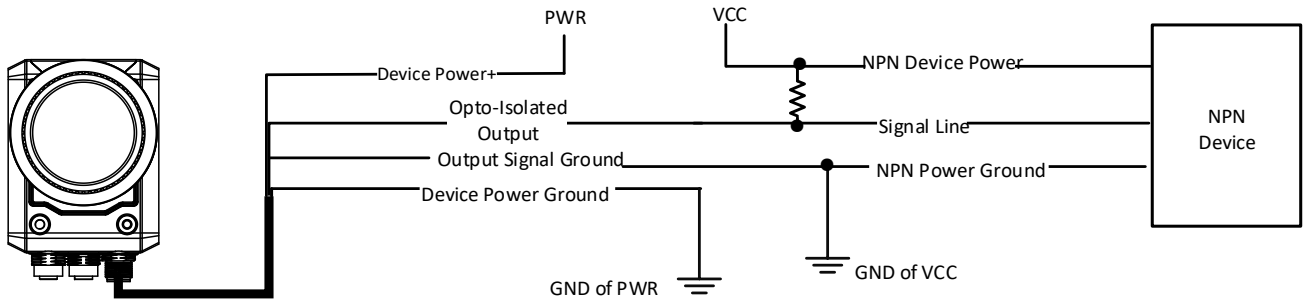 PWR
VCC
Device Power+
NPN Device Power
Opto-Isolated
Output
Signal Line
NPN
Device
Output Signal Ground
NPN Power Ground
Device Power Ground
GND of PWR
GND of VCC